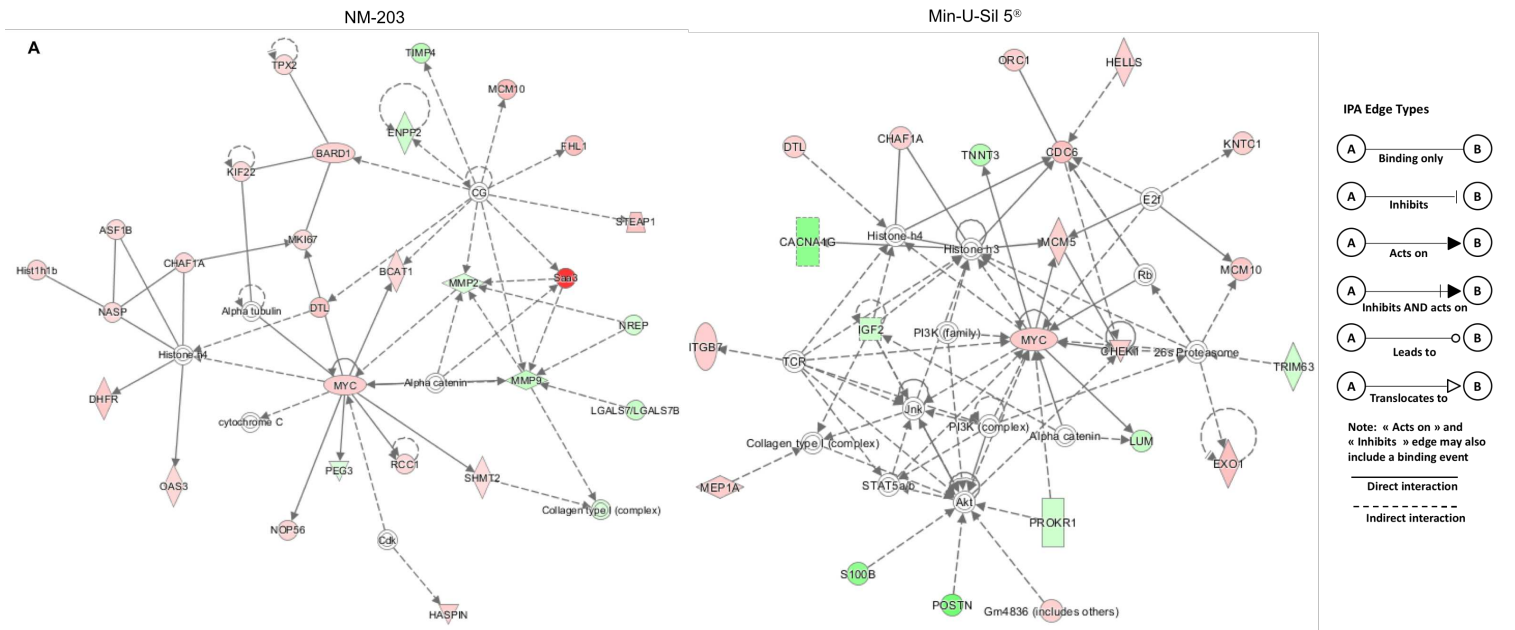 NM-203
Min-U-Sil 5®
A
TIMP4
TPX2
MCM10
ENPP2
FHL1
BARD1
KIF22
CG
STEAP1
ASF1B
MKI67
CHAF1A
Hist1h1b
BCAT1
Saa3
MMP2
NASP
Alpha tubulin
DTL
NREP
Histone h4
MYC
Alpha catenin
MMP9
DHFR
LGALS7/LGALS7B
cytochrome C
PEG3
RCC1
SHMT2
OAS3
Collagen type I (complex)
NOP56
Cdk
HASPIN
ORC1
HELLS
DTL
CHAF1A
TNNT3
CDC6
KNTC1
E2f
CACNA1G
Histone h4
Histone h3
MCM5
MCM10
Rb
IGF2
PI3K (family)
MYC
CHEK1
26s Proteasome
ITGB7
TCR
TRIM63
Jnk
PI3K (complex)
Alpha catenin
LUM
Collagen type I (complex)
EXO1
MEP1A
STAT5a/b
Akt
PROKR1
S100B
POSTN
Gm4836 (includes others)
IPA Edge Types
A
B
Binding only
A
B
Inhibits
A
B
Acts on
A
B
Inhibits AND acts on
A
B
Leads to
A
B
Translocates to
Note: « Acts on » and
« Inhibits » edge may also
include a binding event
Direct interaction
Indirect interaction